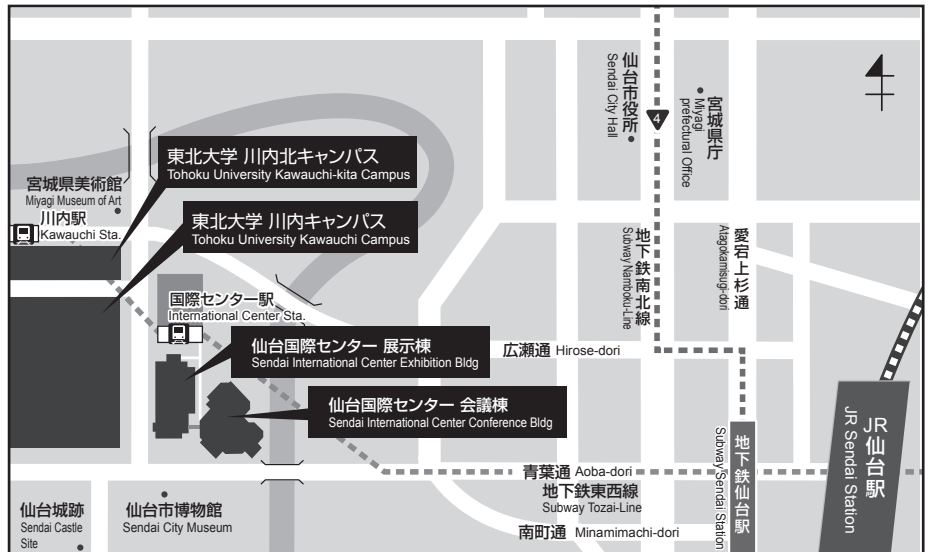 仙台市役所
Sendai City Hall
4
宮城県庁
Miyagi
prefectural Office
東北大学 川内北キャンパス
Tohoku University Kawauchi-kita Campus
宮城県美術館
Miyagi Museum of Art
川内駅
Kawauchi Sta.
東北大学 川内キャンパス
Tohoku University Kawauchi Campus
地下鉄南北線
Subway Namboku-Line
愛宕上杉通
Atagokamisugi-dori
国際センター駅
International Center Sta.
仙台国際センター 展示棟
Sendai International Center Exhibition Bldg
広瀬通 Hirose-dori
仙台国際センター 会議棟
Sendai International Center Conference Bldg
地下鉄仙台駅
Subway Sendai Station
JR仙台駅
JR Sendai Station
青葉通 Aoba-dori
地下鉄東西線
Subway Tozai-Line
南町通 Minamimachi-dori
仙台城跡
Sendai Castle
Site
仙台市博物館
Sendai City Museum